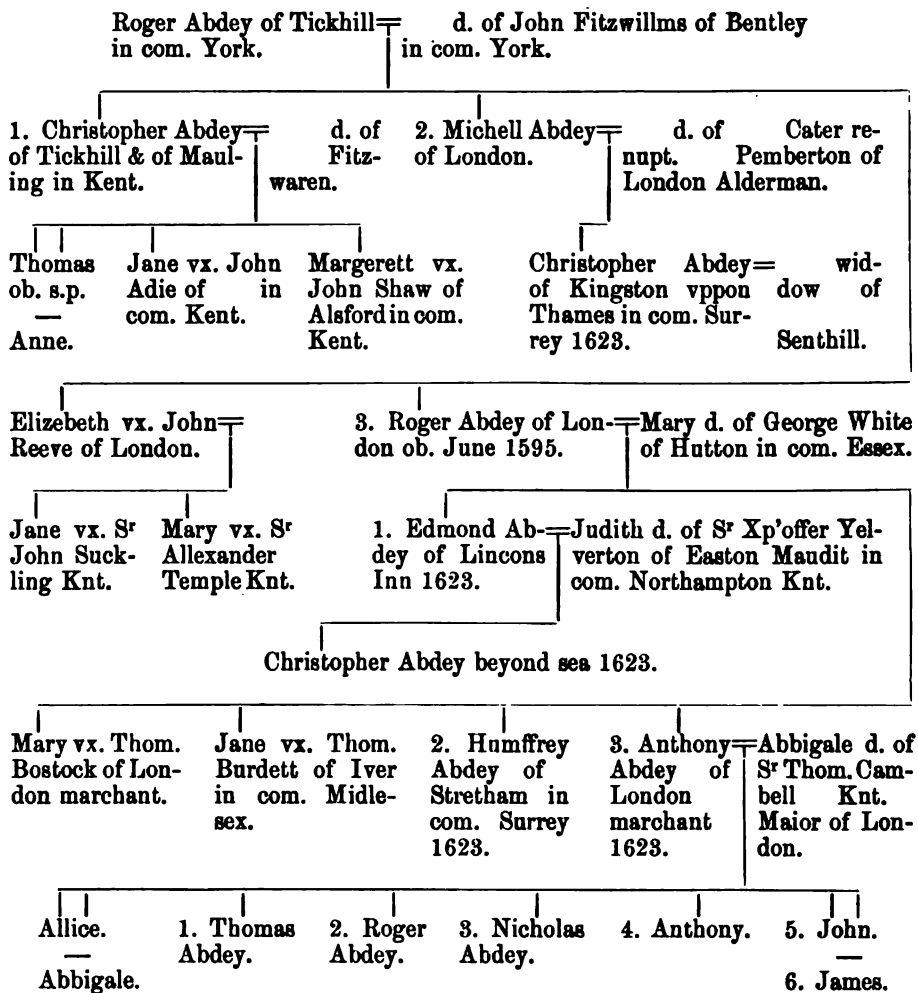 Roger Abdey of Tickhill
in com. York.
d. of John Fitzwillms of Bentley
in com. York.
1. Christopher Abdey
of Tickhill & of Maul-
ing in Kent.
d. of
Fitz-
waren.
2. Michell Abdey
of London.
d. of Cater re-
nupt. Pemberton of
London Alderman.
Thomas
ob. s.p.
—
Anne.
Jane vx. John
Adie of in
com. Kent.
Margerett vx.
John Shaw of
Alsford in com.
Kent.
Christopher Abdey=
of Kingston vppon
Thames in com. Sur-
rey 1623.
wid-
dow of
Senthill.
Elizebeth vx. John
Reeve of London.
3. Roger Abdey of Lon-
don ob. June 1595.
Mary d. of George White
of Hutton in com. Essex.
Jane vx. Sr
John Suck-
ling Knt.
Mary vx. Sr
Allexander
Temple Knt.
1. Edmond Ab-
dey of Lincons
Inn 1623.
Judith d. of Sr Xp'offer Yel-
verton of Easton Maudit in
com. Northampton Knt.
Christopher Abdey beyond sea 1623.
Mary vx. Thom.
Bostock of Lon-
don marchant.
Jane vx. Thom.
Burdett of Iver
in com. Midle-
sex.
2. Humffrey
Abdey of
Stretham in
com. Surrey
1623.
3. Anthony
Abdey of
London
marchant
1623.
Abbigale d. of
Sr Thom. Cam-
bell Knt.
Maior of Lon-
don.
Allice.
—
Abbigale.
1. Thomas
Abdey.
2. Roger
Abdey.
3. Nicholas
Abdey.
4. Anthony.
5. John.
—
6. James.